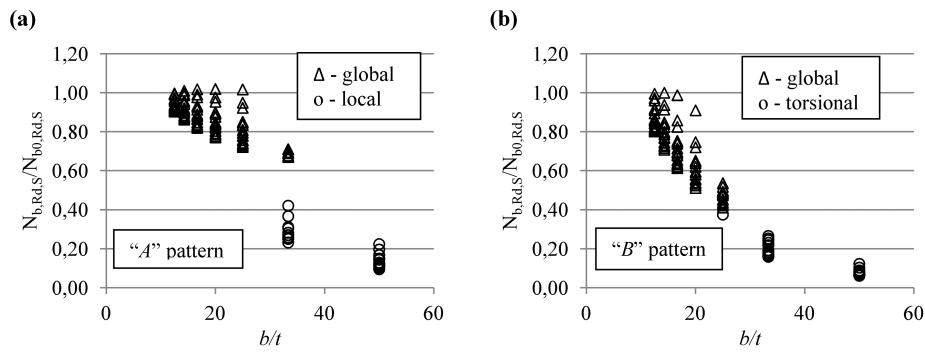 (a)
N_b,Rd,S/N_b0,Rd,S
1,20
1,00
0,80
0,60
0,40
0,20
0,00
Δ - global
o - local
“A” pattern
0
20
40
60
b/t
(b)
N_b,Rd,S/N_b0,Rd,S
1,20
1,00
0,80
0,60
0,40
0,20
0,00
Δ - global
o - torsional
“B” pattern
0
20
40
60
b/t